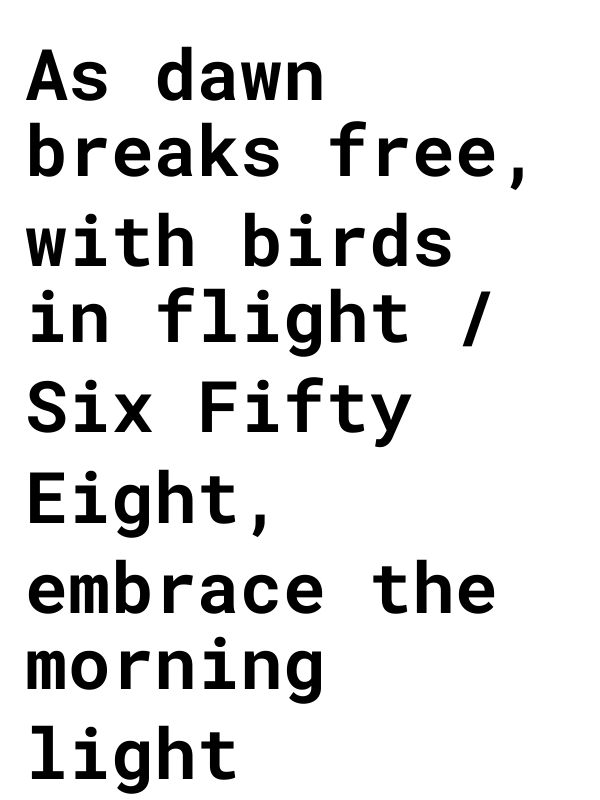 As dawn
breaks free,
with birds
in flight /
Six Fifty
Eight,
embrace the
morning
light